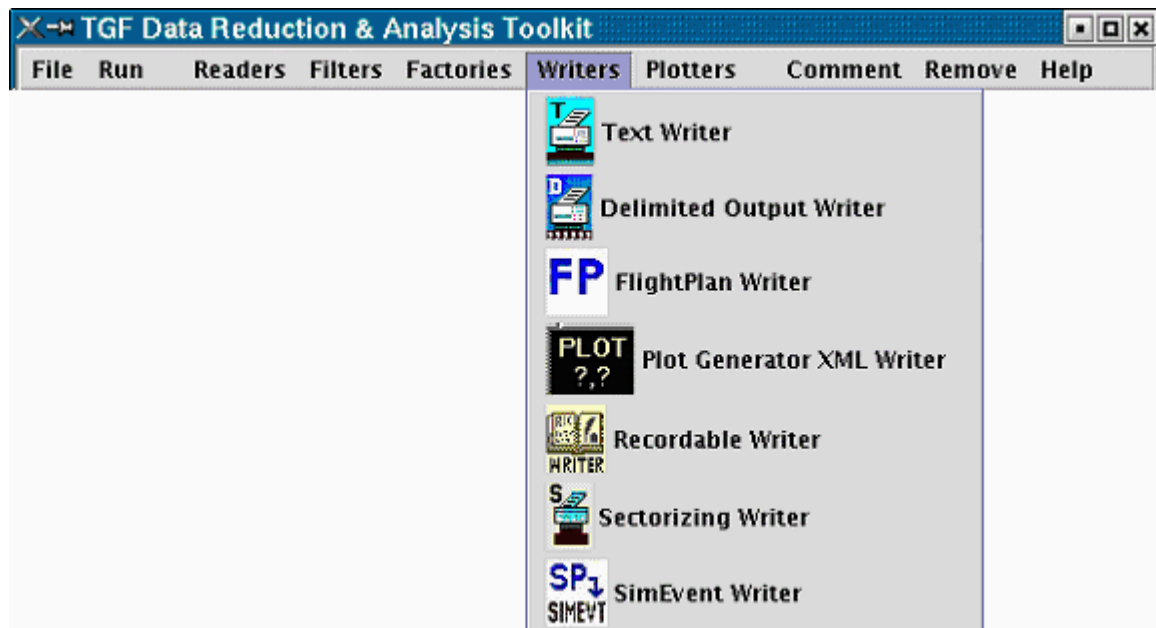 TGF Data Reduction & Analysis Toolkit
File Run Readers Filters Factories Writers Plotters Comment Remove Help
T
Text Writer
D
Delimited Output Writer
FP FlightPlan Writer
PLOT
?,? Plot Generator XML Writer
Recordable Writer
WRITER
S
Sectorizing Writer
SP
SIMEVT SimEvent Writer